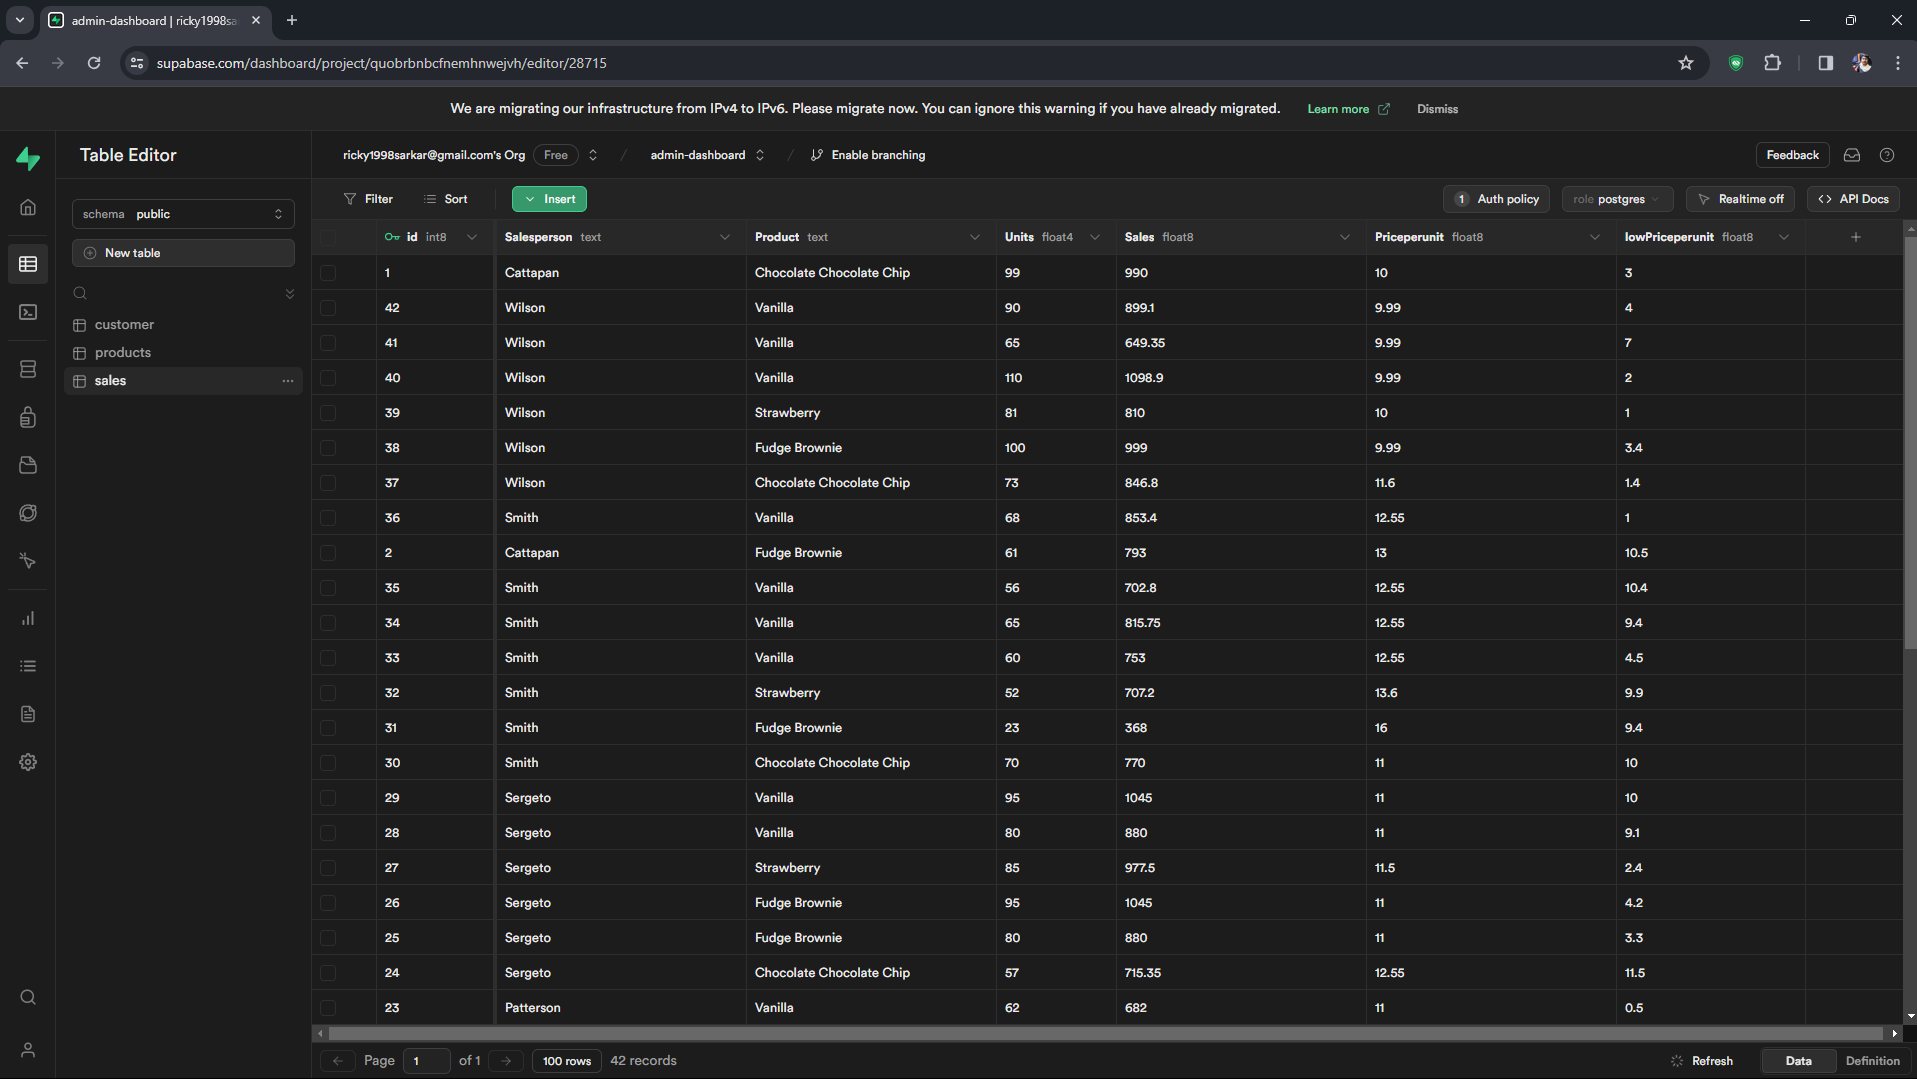 admin-dashboard | ricky1998sa
supabase.com/dashboard/project/quobrbnbcfnemhnwejvh/editor/28715
We are migrating our infrastructure from IPv4 to IPv6. Please migrate now. You can ignore this warning if you have already migrated. Learn more Dismiss
Table Editor
ricky1998sarkar@gmail.com's Org Free / admin-dashboard / Enable branching Feedback
Filter Sort Insert 1 Auth policy role postgres Realtime off <> API Docs
schema public
New table
customer
products
sales ...
id int8 Salesperson text Product text Units float4 Sales float8 Priceperunit float8 lowPriceperunit float8 +
1 Cattapan Chocolate Chocolate Chip 99 990 10 3
42 Wilson Vanilla 90 899.1 9.99 4
41 Wilson Vanilla 65 649.35 9.99 7
40 Wilson Vanilla 110 1098.9 9.99 2
39 Wilson Strawberry 81 810 10 1
38 Wilson Fudge Brownie 100 999 9.99 3.4
37 Wilson Chocolate Chocolate Chip 73 846.8 11.6 1.4
36 Smith Vanilla 68 853.4 12.55 1
2 Cattapan Fudge Brownie 61 793 13 10.5
35 Smith Vanilla 56 702.8 12.55 10.4
34 Smith Vanilla 65 815.75 12.55 9.4
33 Smith Vanilla 60 753 12.55 4.5
32 Smith Strawberry 52 707.2 13.6 9.9
31 Smith Fudge Brownie 23 368 16 9.4
30 Smith Chocolate Chocolate Chip 70 770 11 10
29 Sergeto Vanilla 95 1045 11 10
28 Sergeto Vanilla 80 880 11 9.1
27 Sergeto Strawberry 85 977.5 11.5 2.4
26 Sergeto Fudge Brownie 95 1045 11 4.2
25 Sergeto Fudge Brownie 80 880 11 3.3
24 Sergeto Chocolate Chocolate Chip 57 715.35 12.55 11.5
23 Patterson Vanilla 62 682 11 0.5
Page 1 of 1 100 rows 42 records Refresh Data Definition